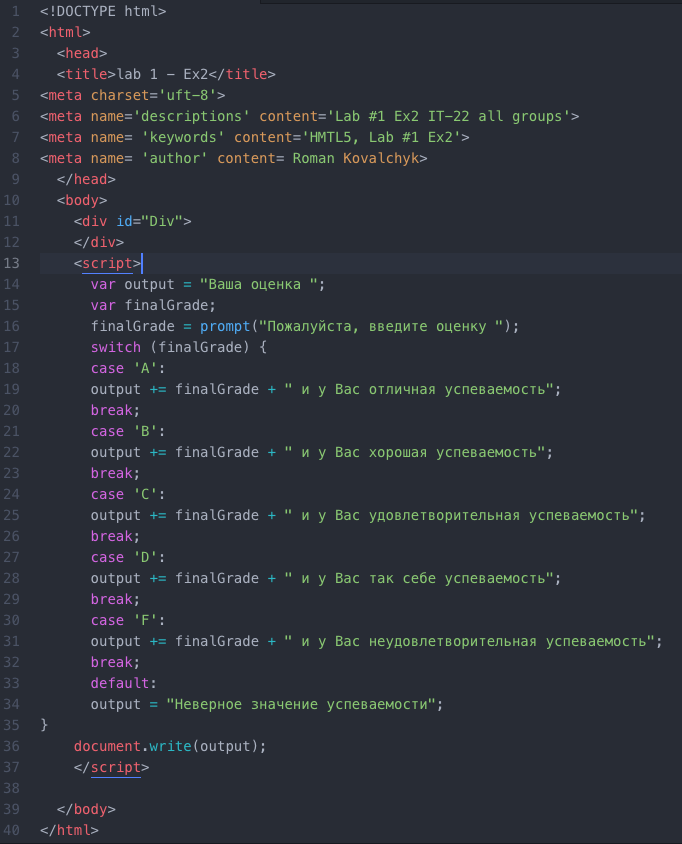 1 <!DOCTYPE html>
2 <html>
3 <head>
4 <title>lab 1 - Ex2</title>
5 <meta charset='uft-8'>
6 <meta name='descriptions' content='Lab #1 Ex2 IT-22 all groups'>
7 <meta name= 'keywords' content='HMTL5, Lab #1 Ex2'>
8 <meta name= 'author' content= Roman Kovalchyk>
9 </head>
10 <body>
11 <div id="Div">
12 </div>
13 <script>
14 var output = "Ваша оценка ";
15 var finalGrade;
16 finalGrade = prompt("Пожалуйста, введите оценку ");
17 switch (finalGrade) {
18 case 'A':
19 output += finalGrade + " и у Вас отличная успеваемость";
20 break;
21 case 'B':
22 output += finalGrade + " и у Вас хорошая успеваемость";
23 break;
24 case 'C':
25 output += finalGrade + " и у Вас удовлетворительная успеваемость";
26 break;
27 case 'D':
28 output += finalGrade + " и у Вас так себе успеваемость";
29 break;
30 case 'F':
31 output += finalGrade + " и у Вас неудовлетворительная успеваемость";
32 break;
33 default:
34 output = "Неверное значение успеваемости";
35 }
36 document.write(output);
37 </script>
38
39 </body>
40 </html>